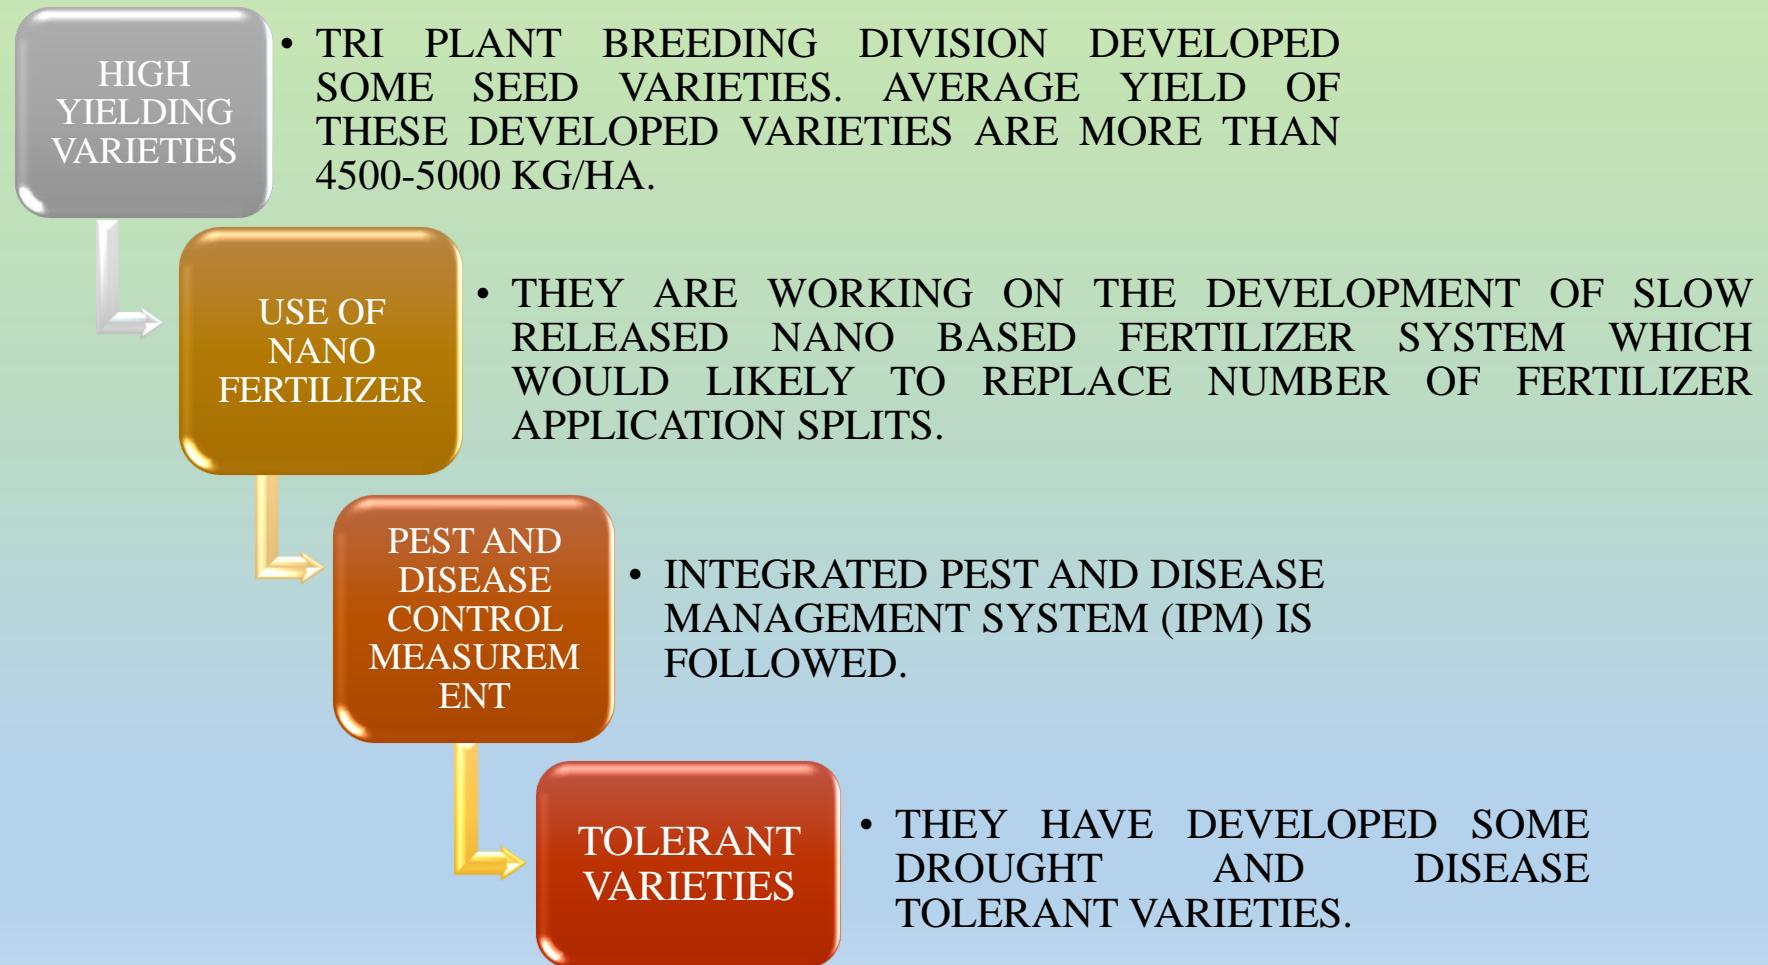 HIGH
YIELDING
VARIETIES
• TRI PLANT BREEDING DIVISION DEVELOPED
SOME SEED VARIETIES. AVERAGE YIELD OF
THESE DEVELOPED VARIETIES ARE MORE THAN
4500-5000 KG/HA.
USE OF
NANO
FERTILIZER
• THEY ARE WORKING ON THE DEVELOPMENT OF SLOW
RELEASED NANO BASED FERTILIZER SYSTEM WHICH
WOULD LIKELY TO REPLACE NUMBER OF FERTILIZER
APPLICATION SPLITS.
PEST AND
DISEASE
CONTROL
MEASUREM
ENT
• INTEGRATED PEST AND DISEASE
MANAGEMENT SYSTEM (IPM) IS
FOLLOWED.
TOLERANT
VARIETIES
• THEY HAVE DEVELOPED SOME
DROUGHT AND DISEASE
TOLERANT VARIETIES.